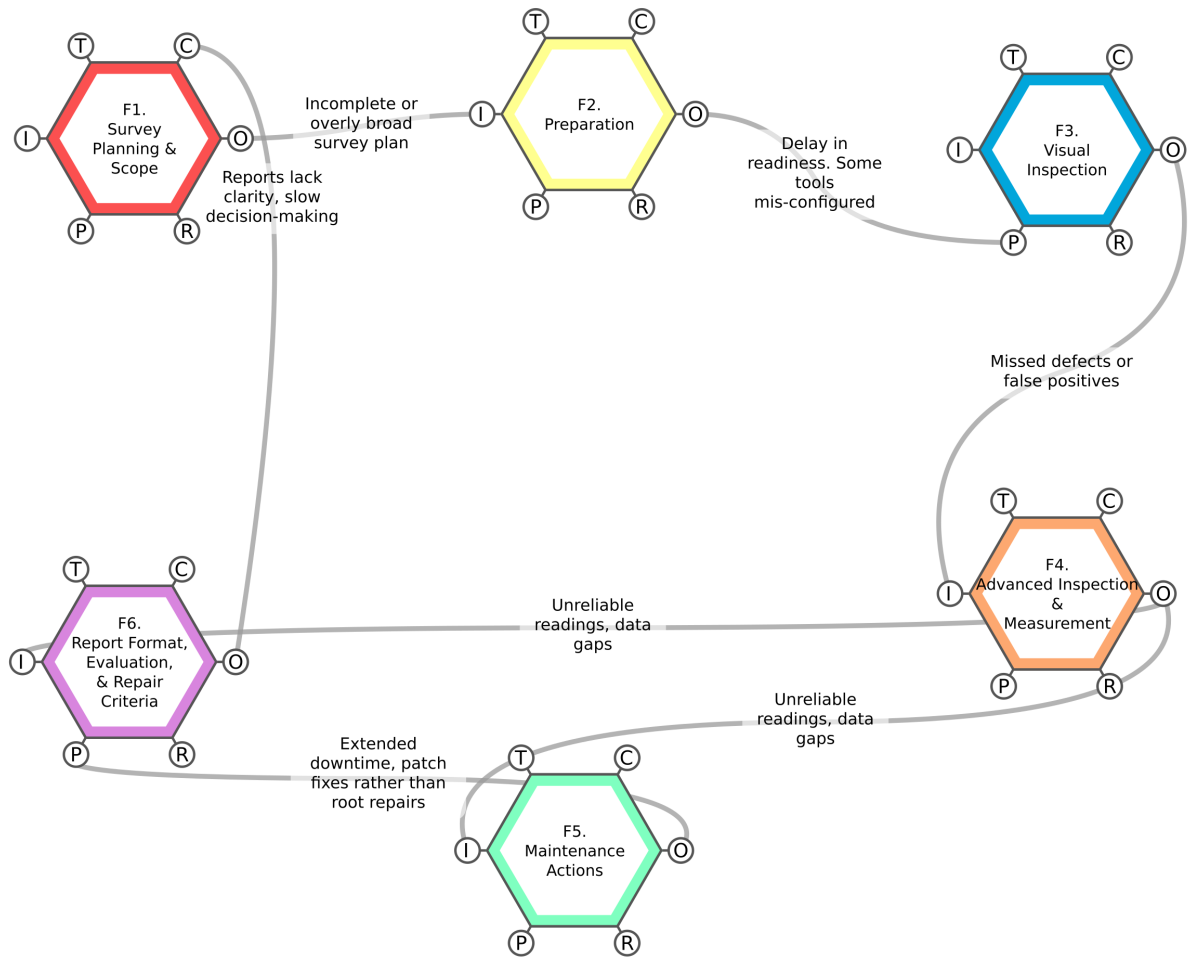 T
C
I
O
P
R
F1.
Survey
Planning &
Scope
Incomplete or
overly broad
survey plan
T
C
I
O
P
R
F2.
Preparation
Delay in
readiness. Some
tools
mis-configured
T
C
I
O
P
R
F3.
Visual
Inspection
Reports lack
clarity, slow
decision-making
Missed defects or
false positives
T
C
I
O
P
R
F4.
Advanced Inspection
&
Measurement
T
C
I
O
P
R
F6.
Report Format,
Evaluation,
& Repair
Criteria
Unreliable
readings, data
gaps
Unreliable
readings, data
gaps
Extended
downtime, patch
fixes rather than
root repairs
T
C
I
O
P
R
F5.
Maintenance
Actions